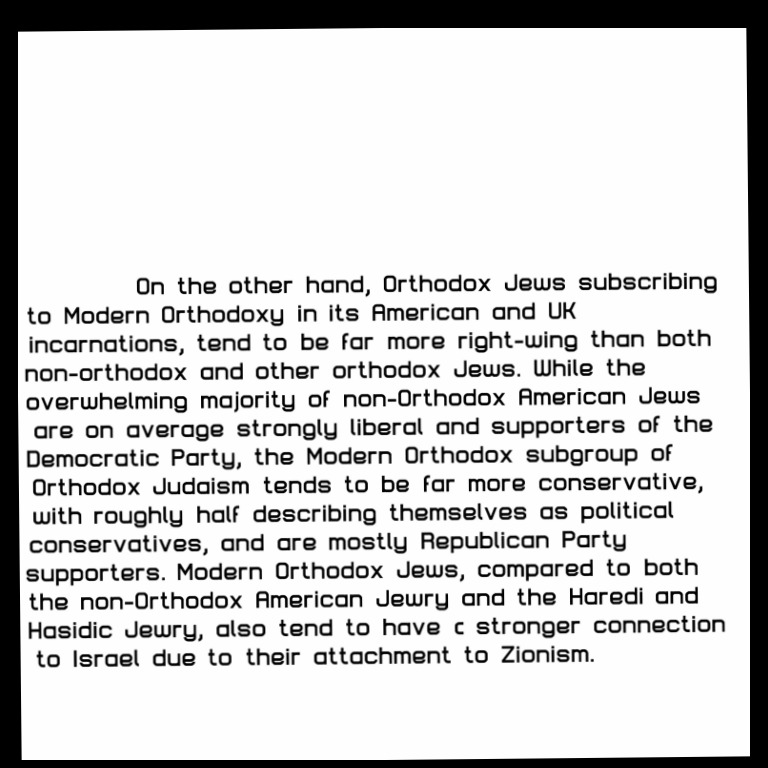 On the other hand, Orthodox Jews subscribing
to Modern Orthodoxy in its American and UK
incarnations, tend to be far more right-wing than both
non-orthodox and other orthodox Jews. While the
overwhelming majority of non-Orthodox American Jews
are on average strongly liberal and supporters of the
Democratic Party, the Modern Orthodox subgroup of
Orthodox Judaism tends to be far more conservative,
with roughly half describing themselves as political
conservatives, and are mostly Republican Party
supporters. Modern Orthodox Jews, compared to both
the non-Orthodox American Jewry and the Haredi and
Hasidic Jewry, also tend to have c stronger connection
to Israel due to their attachment to Zionism.